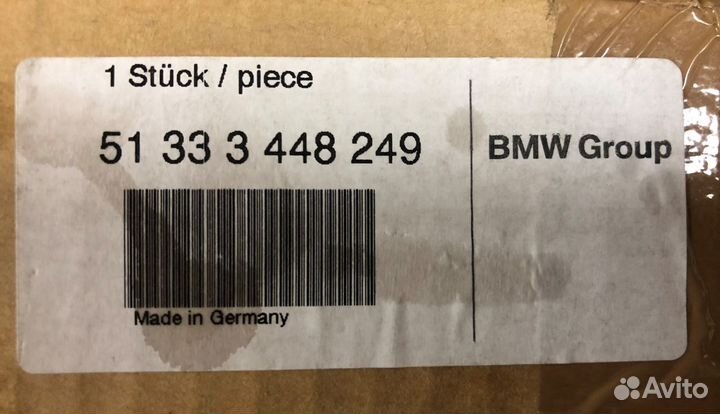 1 Stück / piece
51 33 3 448 249
BMW Group
Made in Germany
Avito